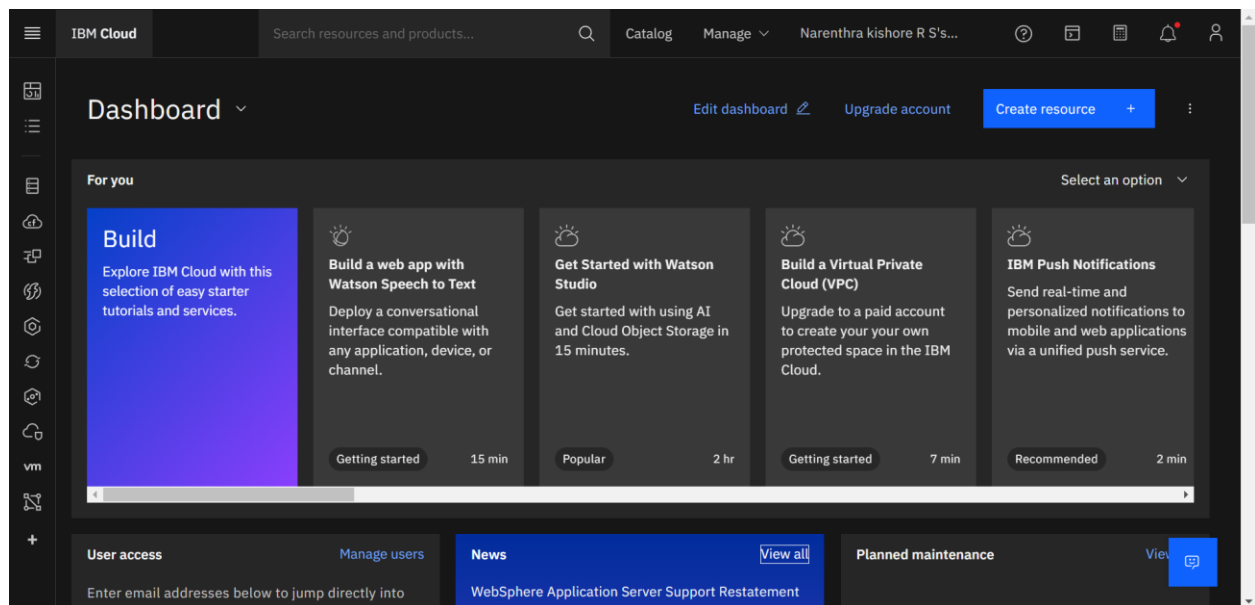 IBM Cloud
Search resources and products...
Catalog
Manage
Narenthra kishore R S's...
Dashboard
Edit dashboard
Upgrade account
Create resource +
For you
Select an option
Build
Explore IBM Cloud with this
selection of easy starter
tutorials and services.
Build a web app with
Watson Speech to Text
Deploy a conversational
interface compatible with
any application, device, or
channel.
Getting started
15 min
Get Started with Watson
Studio
Get started with using AI
and Cloud Object Storage in
15 minutes.
Popular
2 hr
Build a Virtual Private
Cloud (VPC)
Upgrade to a paid account
to create your your own
protected space in the IBM
Cloud.
Getting started
7 min
IBM Push Notifications
Send real-time and
personalized notifications to
mobile and web applications
via a unified push service.
Recommended
2 min
cf
vm
User access
Manage users
Enter email addresses below to jump directly into
News
View all
WebSphere Application Server Support Restatement
Planned maintenance